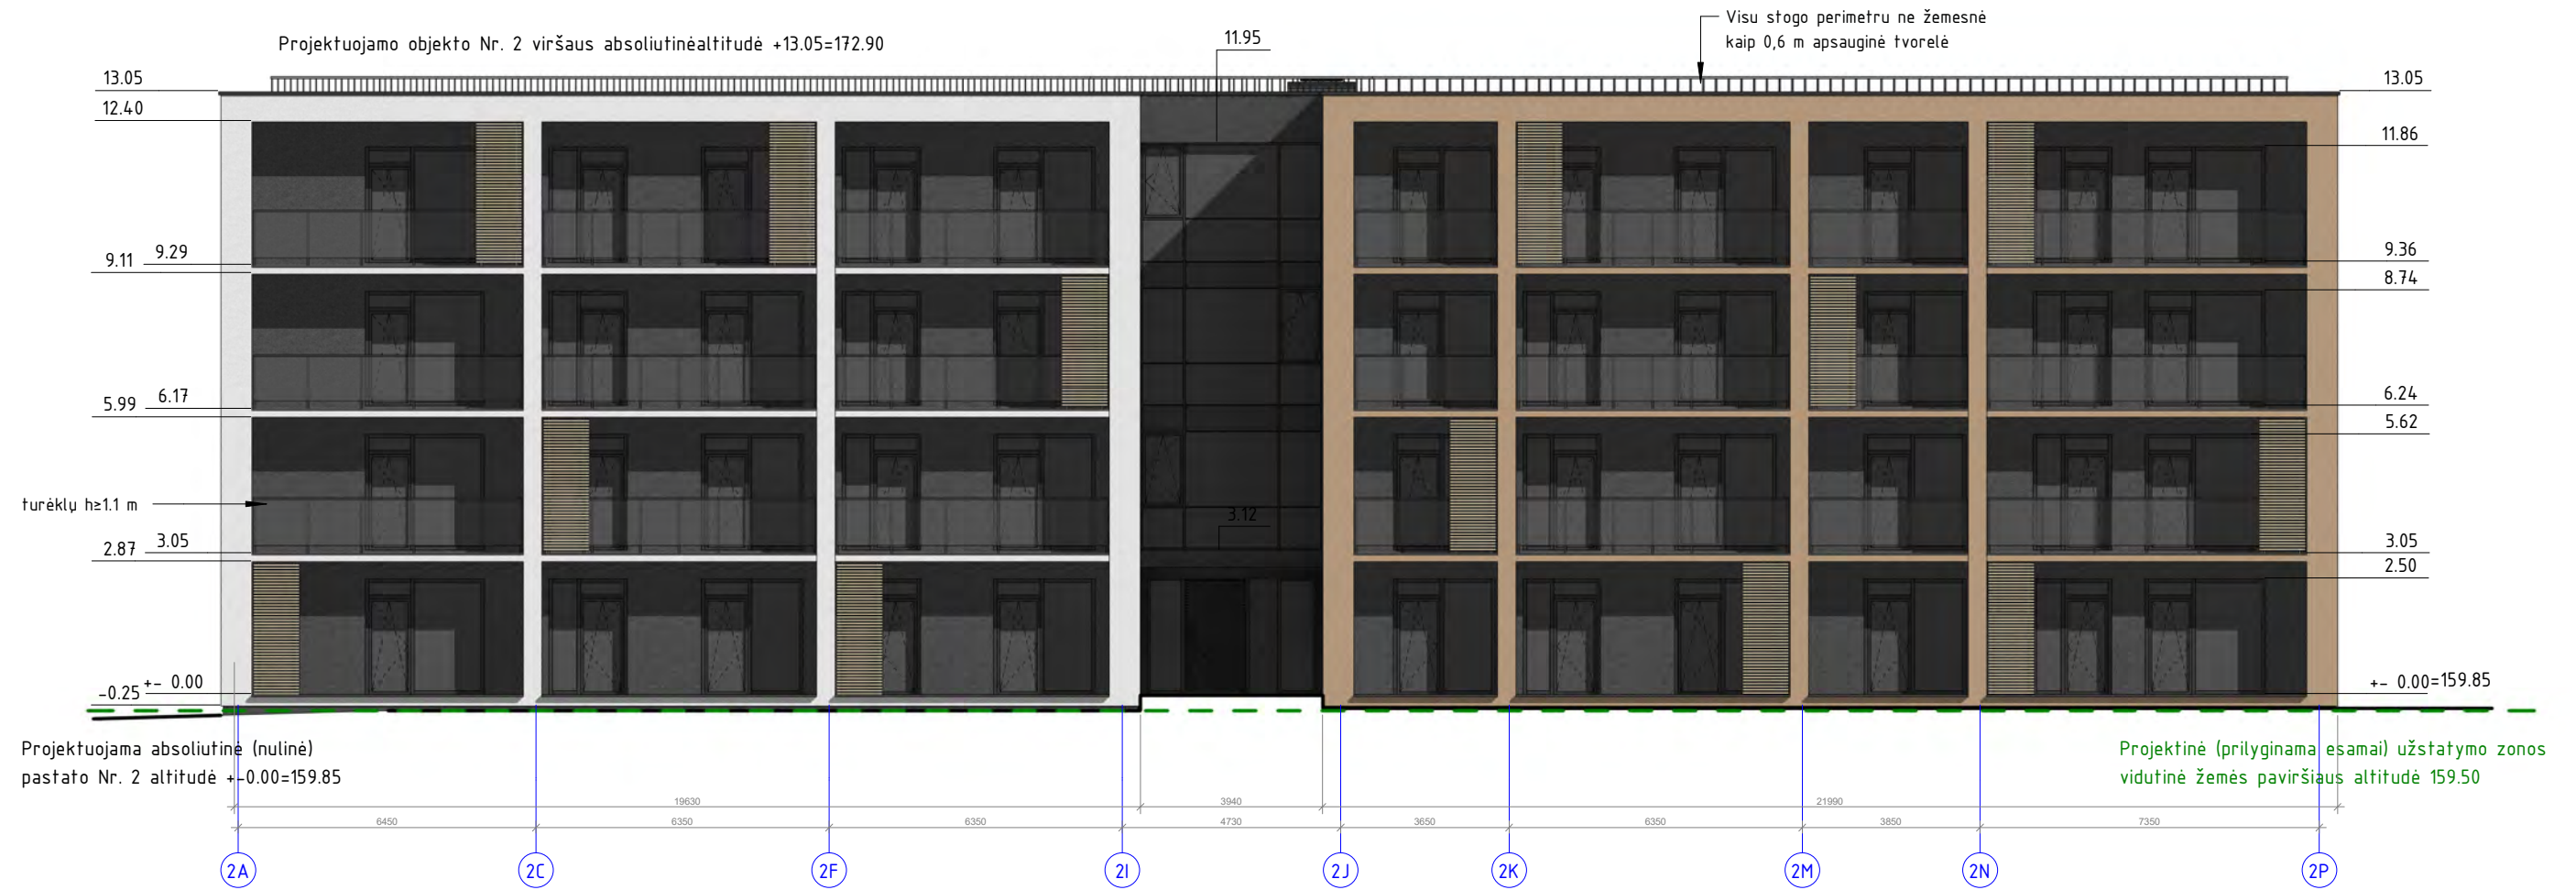 Visu stogo perimetru ne žemesnė
kaip 0,6 m apsauginė tvorelė
Projektuojamo objekto Nr. 2 viršaus absoliutinėaltitudė +13.05=172.90
11.95
13.05
12.40
9.29
9.11
6.17
5.99
turėklų h≥1.1 m
3.05
2.87
+- 0.00
-0.25
3.12
13.05
11.86
9.36
8.74
6.24
5.62
3.05
2.50
+- 0.00=159.85
Projektuojama absoliutinė (nulinė)
pastato Nr. 2 altitudė +-0.00=159.85
Projektinė (prilyginama esamai) užstatymo zonos
vidutinė žemės paviršiaus altitudė 159.50
19630 3940 21990
6450 6350 6350 4730 3650 6350 3850 7350
2A 2C 2F 2I 2J 2K 2M 2N 2P